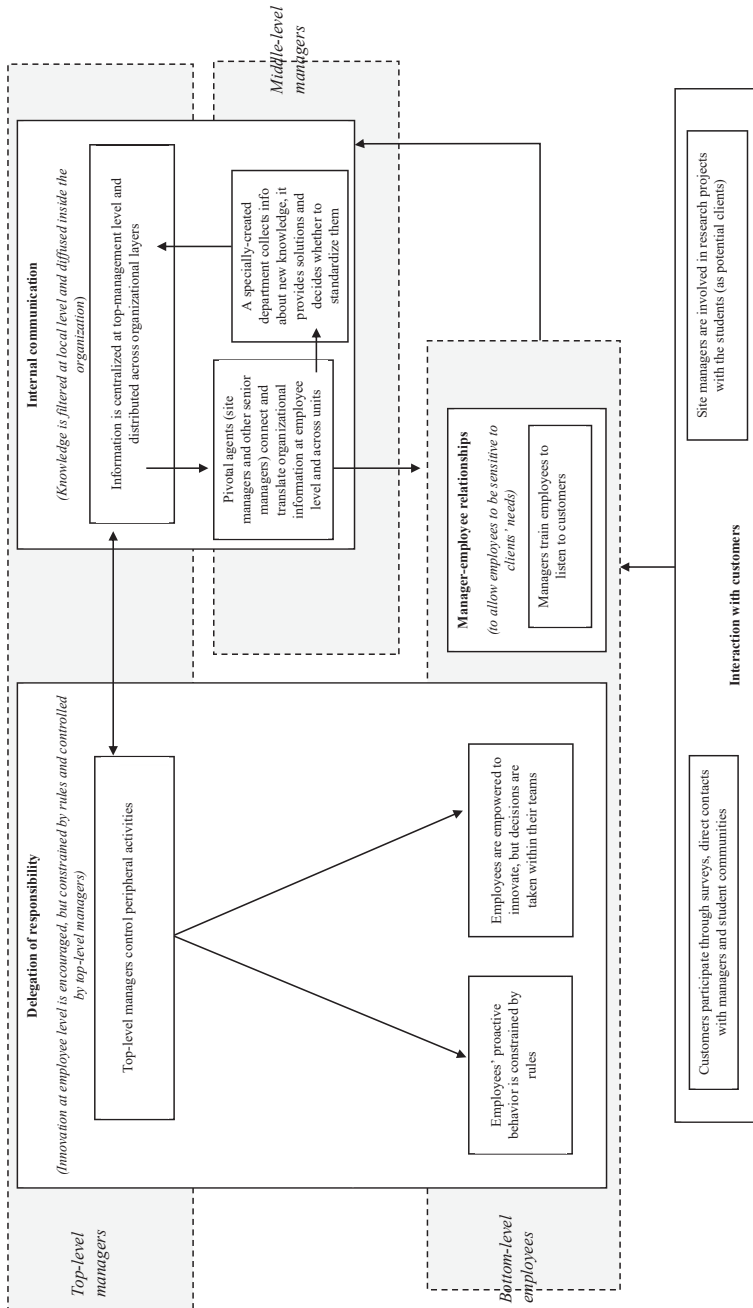 Top-level
managers
Delegation of responsibility
(Innovation at employee level is encouraged, but constrained by rules and controlled
by top-level managers)
Top-level managers control peripheral activities
Employees’ proactive
behavior is constrained by
rules
Employees are empowered to
innovate, but decisions are
taken within their teams
Internal communication
(Knowledge is filtered at local level and diffused inside the
organization)
Information is centralized at top-management level and
distributed across organizational layers
Pivotal agents (site
managers and other senior
managers) connect and
translate organizational
information at employee
level and across units
A specially-created
department collects info
about new knowledge, it
provides solutions and
decides whether to
standardize them
Middle-level
managers
Manager-employee relationships
(to allow employees to be sensitive to
clients’ needs)
Managers train employees to
listen to customers
Bottom-level
employees
Customers participate through surveys, direct contacts
with managers and student communities
Site managers are involved in research projects
with the students (as potential clients)
Interaction with customers